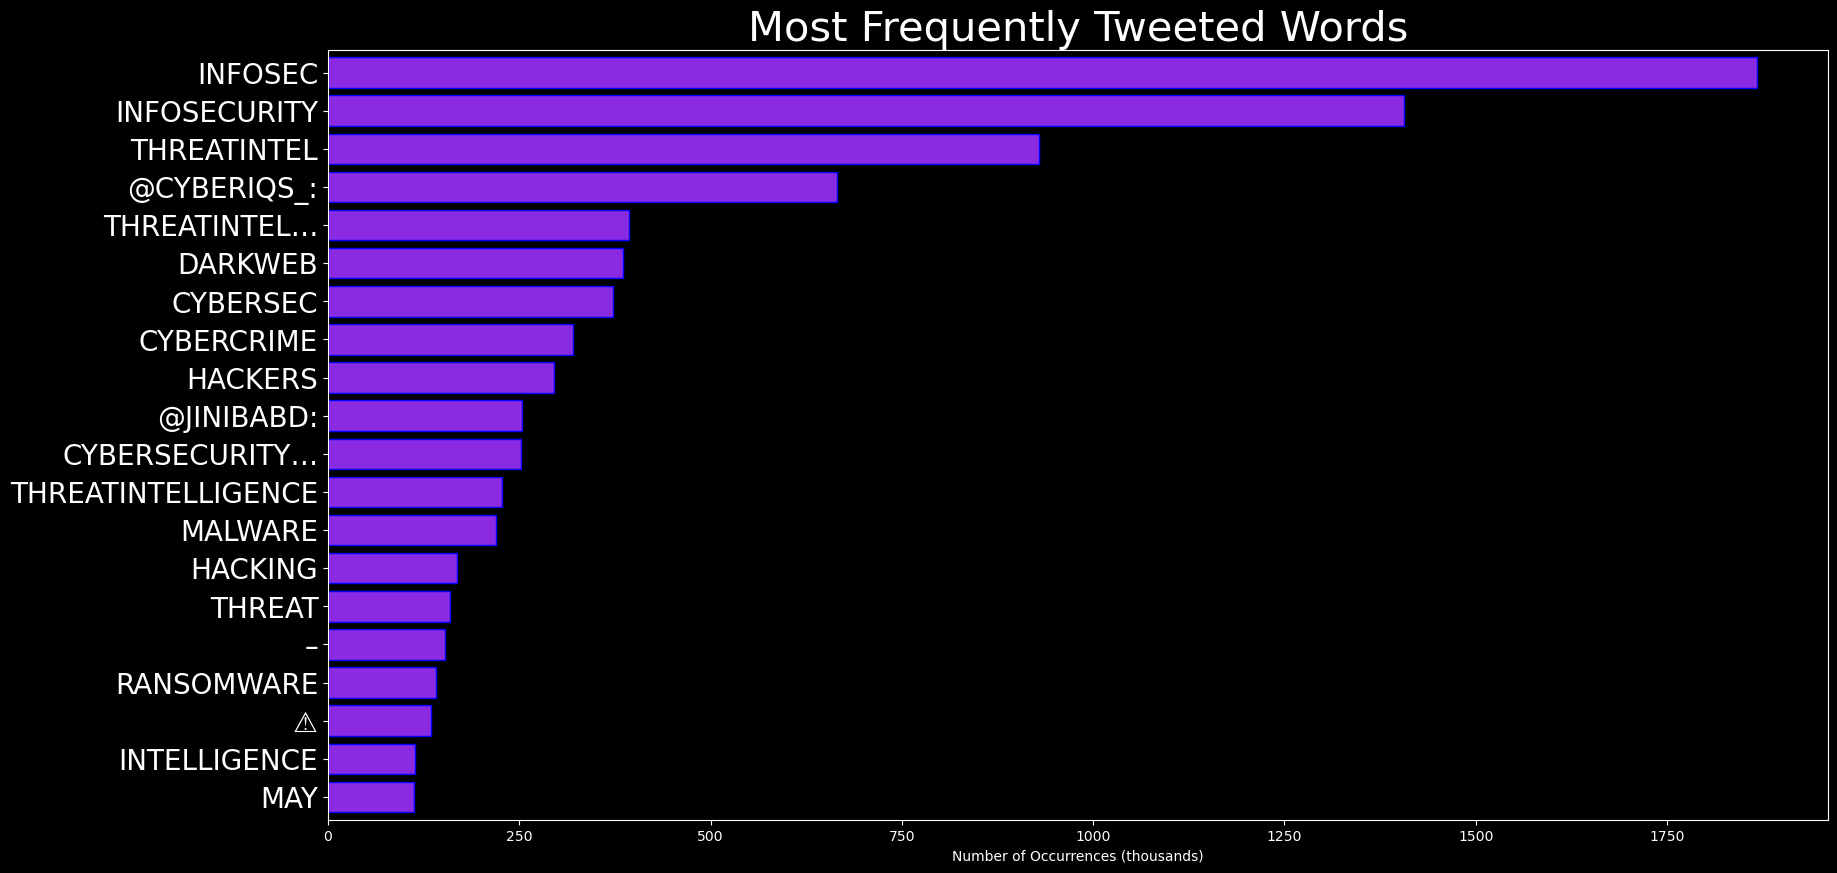 Most Frequently Tweeted Words
INFOSEC
INFOSECURITY
THREATINTEL
@CYBERIQS_:
THREATINTEL…
DARKWEB
CYBERSEC
CYBERCRIME
HACKERS
@JINIBABD:
CYBERSECURITY…
THREATINTELLIGENCE
MALWARE
HACKING
THREAT
–
RANSOMWARE
⚠
INTELLIGENCE
MAY
0 250 500 750 1000 1250 1500 1750
Number of Occurrences (thousands)